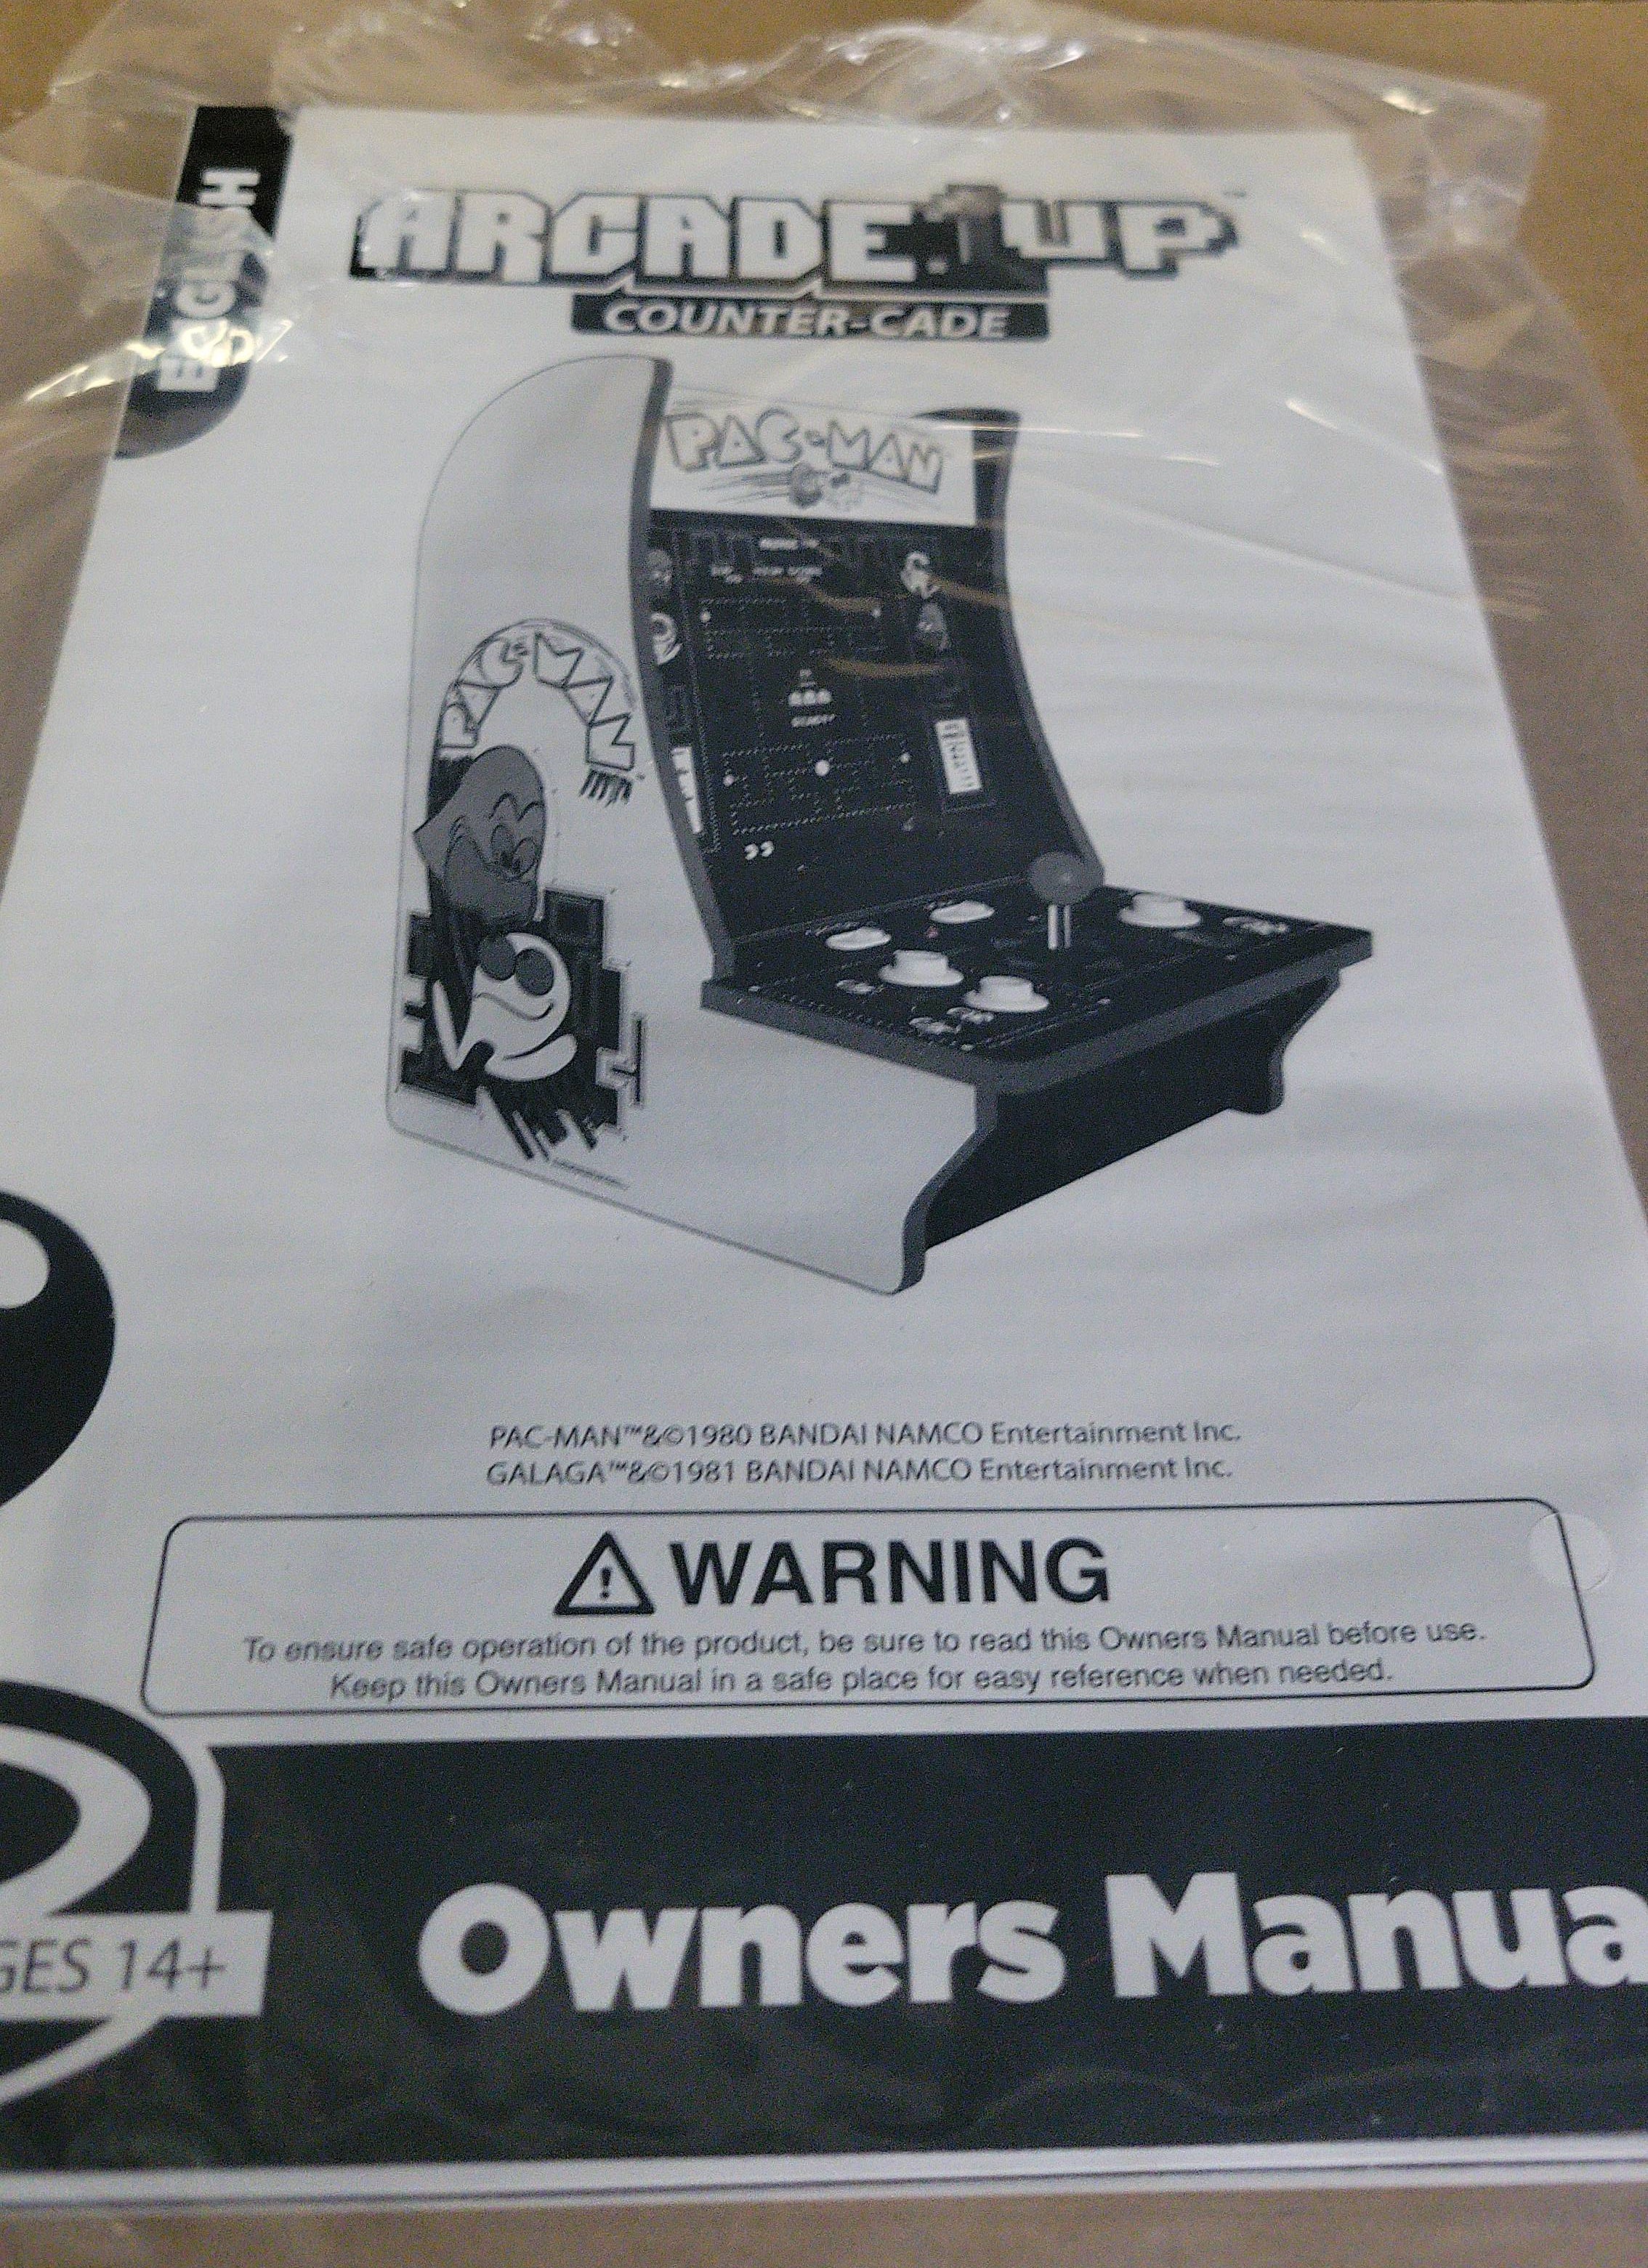 ENGLISH
ARCADE1UP™
COUNTER-CADE
PAC-MAN
PAC-MAN
PAC-MAN™&©1980 BANDAI NAMCO Entertainment Inc.
GALAGA™&©1981 BANDAI NAMCO Entertainment Inc.
WARNING
To ensure safe operation of the product, be sure to read this Owners Manual before use.
Keep this Owners Manual in a safe place for easy reference when needed.
GES 14+
Owners Manua